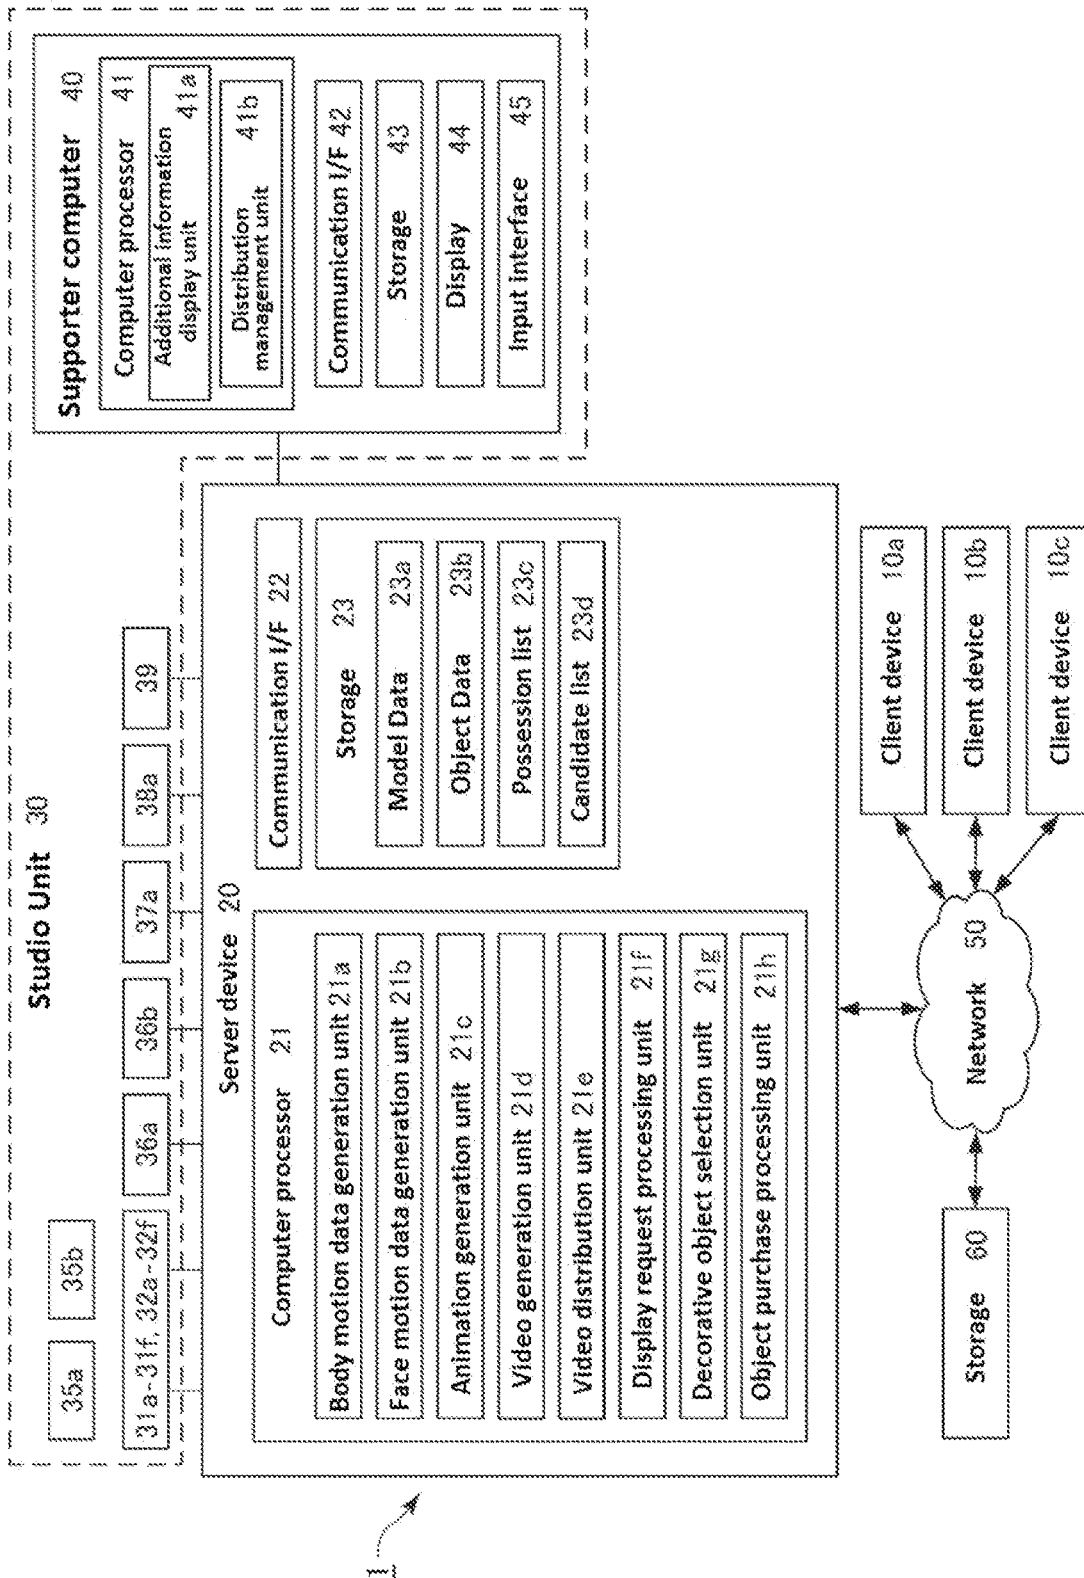 Studio Unit 30
35a
35b
31a-31f, 32a-32f
36a
36b
37a
38a
39
Supporter computer 40
Computer processor 41
Additional information
display unit 41a
Distribution
management unit 41b
Communication I/F 42
Storage 43
Display 44
Input interface 45
1
Server device 20
Computer processor 21
Body motion data generation unit 21a
Face motion data generation unit 21b
Animation generation unit 21c
Video generation unit 21d
Video distribution unit 21e
Display request processing unit 21f
Decorative object selection unit 21g
Object purchase processing unit 21h
Communication I/F 22
Storage 23
Model Data 23a
Object Data 23b
Possession list 23c
Candidate list 23d
Storage 60
Network 50
Client device 10a
Client device 10b
Client device 10c